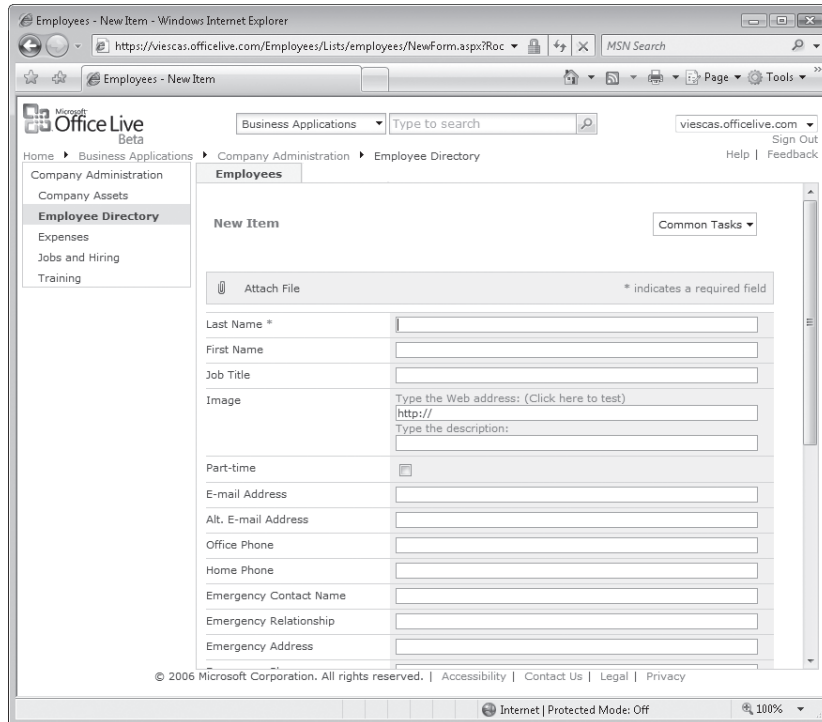 Employees - New Item - Windows Internet Explorer
https://viescas.officelive.com/Employees/Lists/employees/NewForm.aspx?Roc
MSN Search
Employees - New Item
Page
Tools
Microsoft
Office Live
Beta
Business Applications
Type to search
viescas.officelive.com
Sign Out
Home Business Applications Company Administration Employee Directory
Help | Feedback
Company Administration
Company Assets
Employee Directory
Expenses
Jobs and Hiring
Training
Employees
New Item
Common Tasks
Attach File
* indicates a required field
Last Name *
First Name
Job Title
Image
Type the Web address: (Click here to test)
http://
Type the description:
Part-time
E-mail Address
Alt. E-mail Address
Office Phone
Home Phone
Emergency Contact Name
Emergency Relationship
Emergency Address
© 2006 Microsoft Corporation. All rights reserved. | Accessibility | Contact Us | Legal | Privacy
Internet | Protected Mode: Off
100%